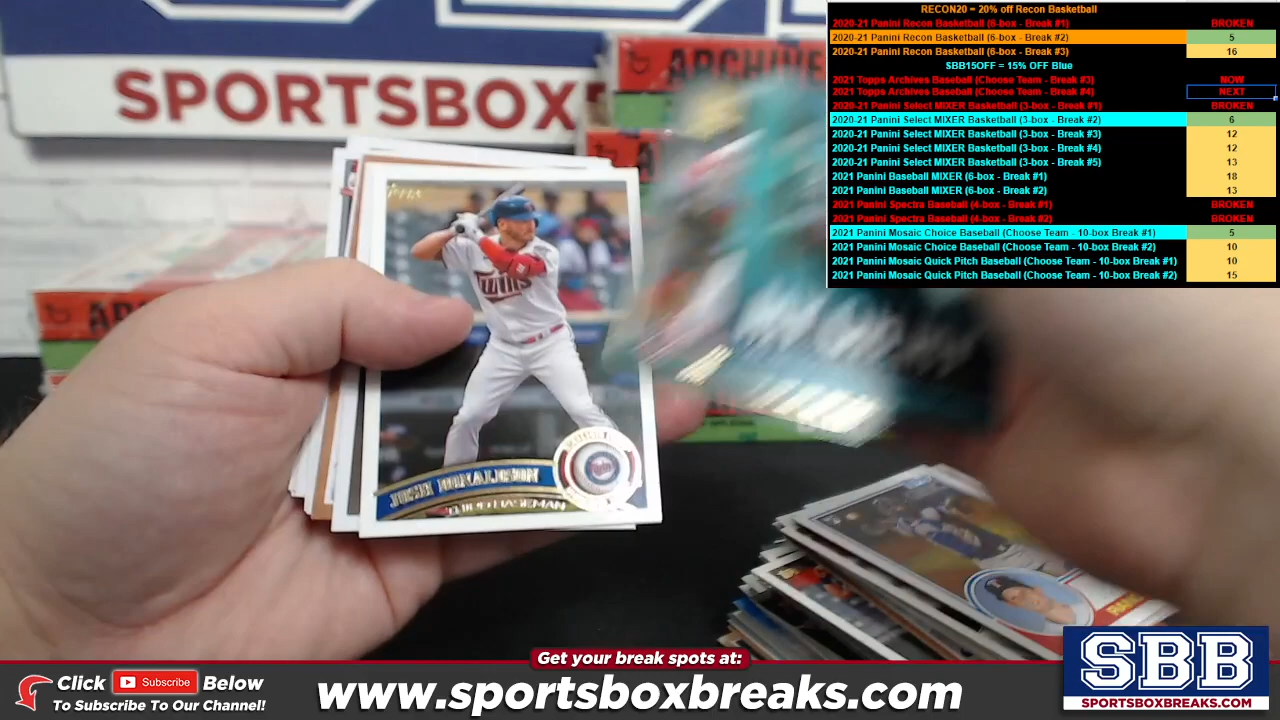 RECON20 = 20% off Recon Basketball
2020-21 Panini Recon Basketball (6-box - Break #1) BROKEN
2020-21 Panini Recon Basketball (6-box - Break #2) 5
2020-21 Panini Recon Basketball (6-box - Break #3) 16
SBB15OFF = 15% OFF Blue
2021 Topps Archives Baseball (Choose Team - Break #3) NOW
2021 Topps Archives Baseball (Choose Team - Break #4) NEXT
2020-21 Panini Select MIXER Basketball (3-box - Break #1) BROKEN
2020-21 Panini Select MIXER Basketball (3-box - Break #2) 6
2020-21 Panini Select MIXER Basketball (3-box - Break #3) 12
2020-21 Panini Select MIXER Basketball (3-box - Break #4) 12
2020-21 Panini Select MIXER Basketball (3-box - Break #5) 13
2021 Panini Baseball MIXER (6-box - Break #1) 18
2021 Panini Baseball MIXER (6-box - Break #2) 13
2021 Panini Spectra Baseball (4-box - Break #1) BROKEN
2021 Panini Spectra Baseball (4-box - Break #2) BROKEN
2021 Panini Mosaic Choice Baseball (Choose Team - 10-box Break #1) 5
2021 Panini Mosaic Choice Baseball (Choose Team - 10-box Break #2) 10
2021 Panini Mosaic Quick Pitch Baseball (Choose Team - 10-box Break #1) 10
2021 Panini Mosaic Quick Pitch Baseball (Choose Team - 10-box Break #2) 15
SPORTSBOX
ARCH
AR
Twins
Twins
JOSH DONALDSON
THIRD BASEMAN
Get your break spots at:
Click Subscribe Below
To Subscribe To Our Channel!
www.sportsboxbreaks.com
SBB
SPORTSBOXBREAKS.COM